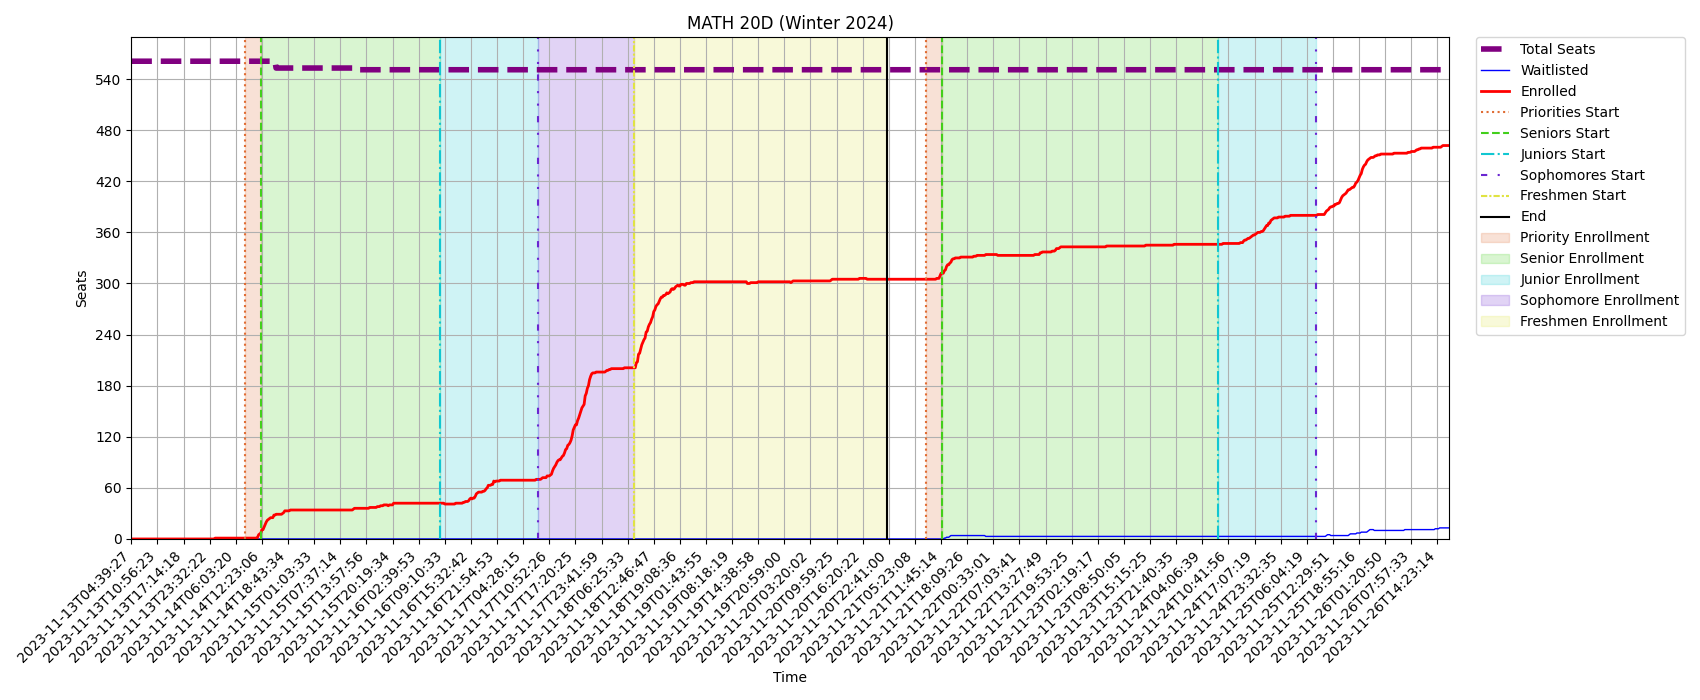 MATH 20D (Winter 2024)
Seats
540
480
420
360
300
240
180
120
60
0
2023-11-13T04:39:27
2023-11-13T10:56:23
2023-11-13T17:14:18
2023-11-13T23:32:22
2023-11-14T06:03:20
2023-11-14T12:23:06
2023-11-14T18:43:34
2023-11-15T01:03:33
2023-11-15T07:37:14
2023-11-15T13:57:56
2023-11-15T20:19:34
2023-11-16T02:39:53
2023-11-16T09:10:33
2023-11-16T15:32:42
2023-11-16T21:54:53
2023-11-17T04:28:15
2023-11-17T10:52:26
2023-11-17T17:20:25
2023-11-17T23:41:59
2023-11-18T06:25:33
2023-11-18T12:46:47
2023-11-18T19:08:36
2023-11-19T01:43:55
2023-11-19T08:18:19
2023-11-19T14:38:58
2023-11-19T20:59:00
2023-11-20T03:20:02
2023-11-20T09:59:25
2023-11-20T16:20:22
2023-11-20T22:41:00
2023-11-21T05:23:08
2023-11-21T11:45:14
2023-11-21T18:09:26
2023-11-22T00:33:01
2023-11-22T07:03:41
2023-11-22T13:27:49
2023-11-22T19:53:25
2023-11-23T02:19:17
2023-11-23T08:50:05
2023-11-23T15:15:25
2023-11-23T21:40:35
2023-11-24T04:06:39
2023-11-24T10:41:56
2023-11-24T17:07:19
2023-11-24T23:32:35
2023-11-25T06:04:19
2023-11-25T12:29:51
2023-11-25T18:55:16
2023-11-26T01:20:50
2023-11-26T07:57:33
2023-11-26T14:23:14
Time
Total Seats
Waitlisted
Enrolled
Priorities Start
Seniors Start
Juniors Start
Sophomores Start
Freshmen Start
End
Priority Enrollment
Senior Enrollment
Junior Enrollment
Sophomore Enrollment
Freshmen Enrollment